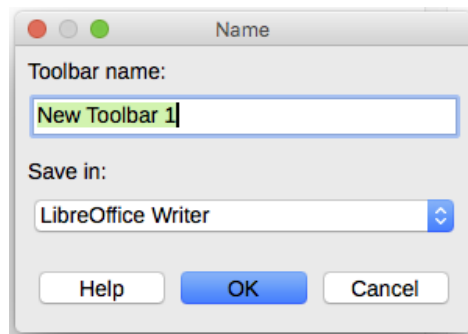 Name
Toolbar name:
New Toolbar 1
Save in:
LibreOffice Writer
Help OK Cancel